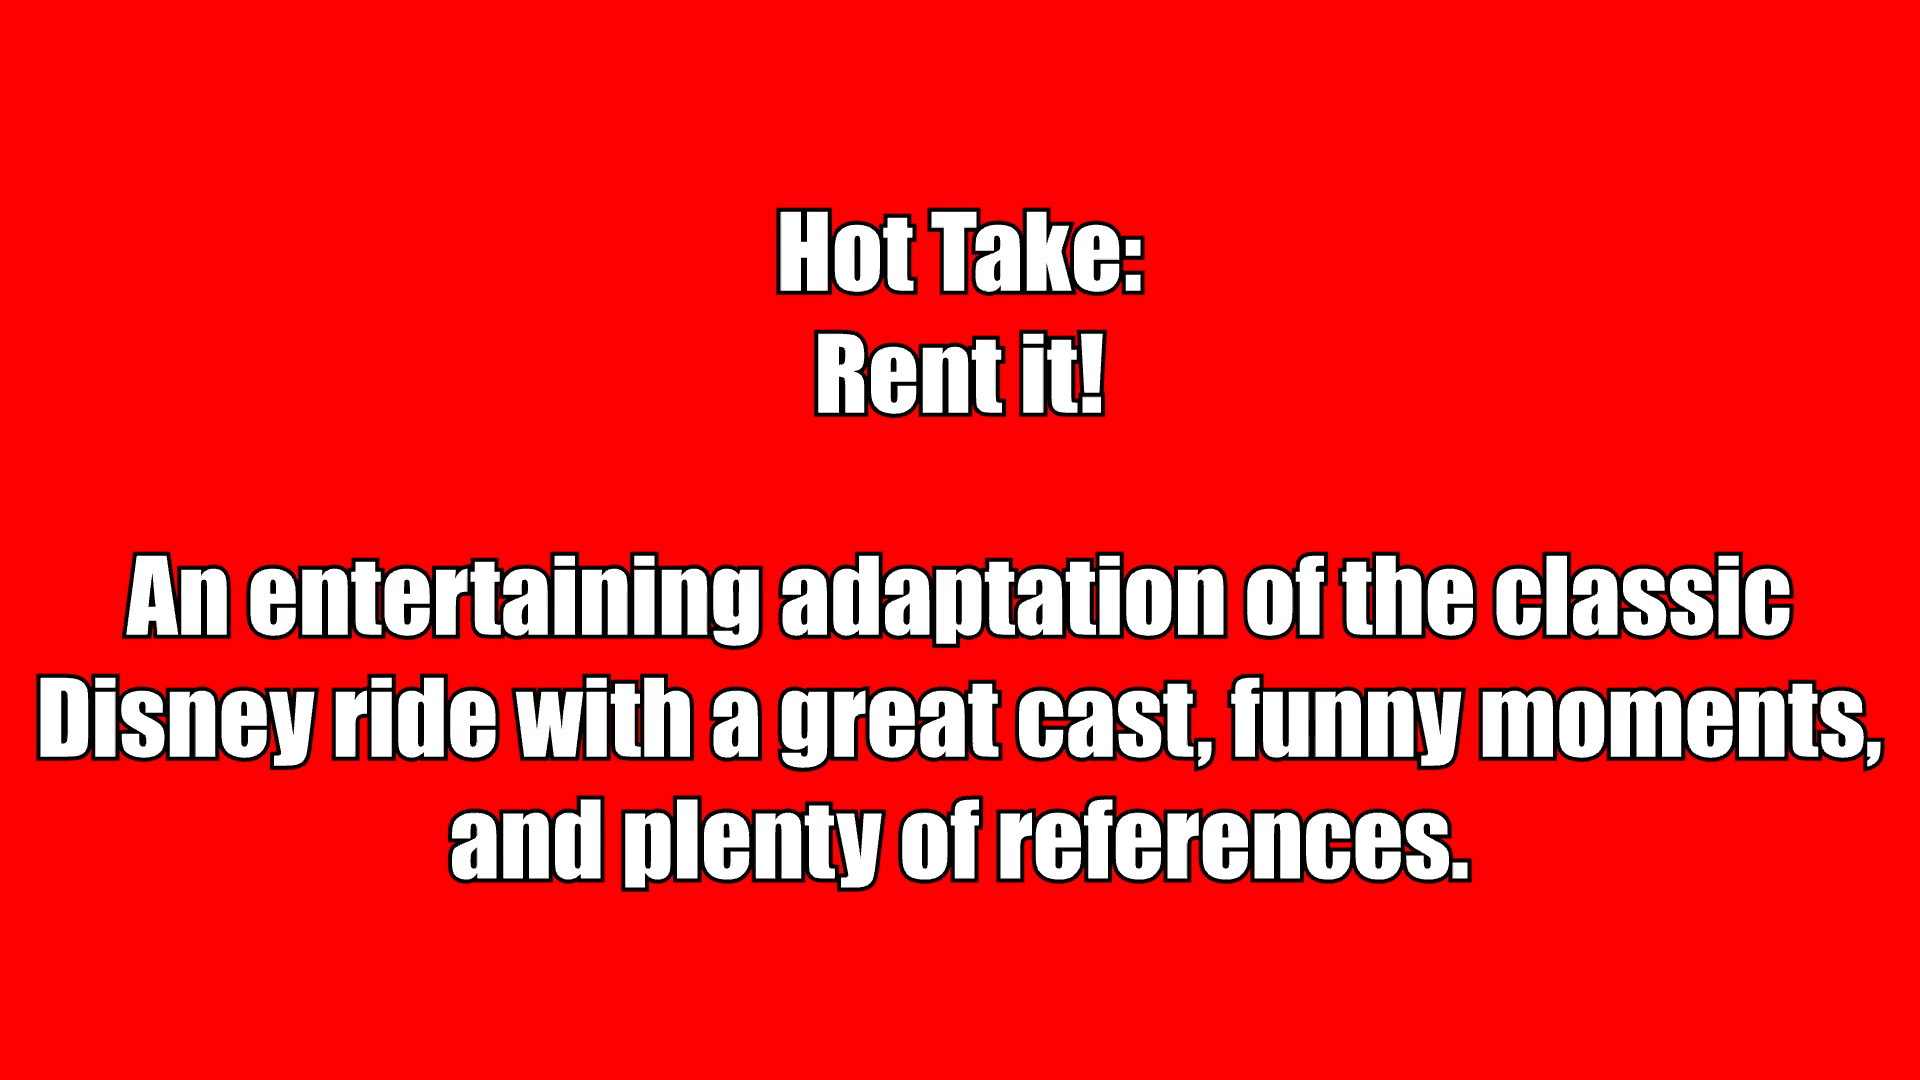 Hot Take:
Rent it!
An entertaining adaptation of the classic
Disney ride with a great cast, funny moments,
and plenty of references.